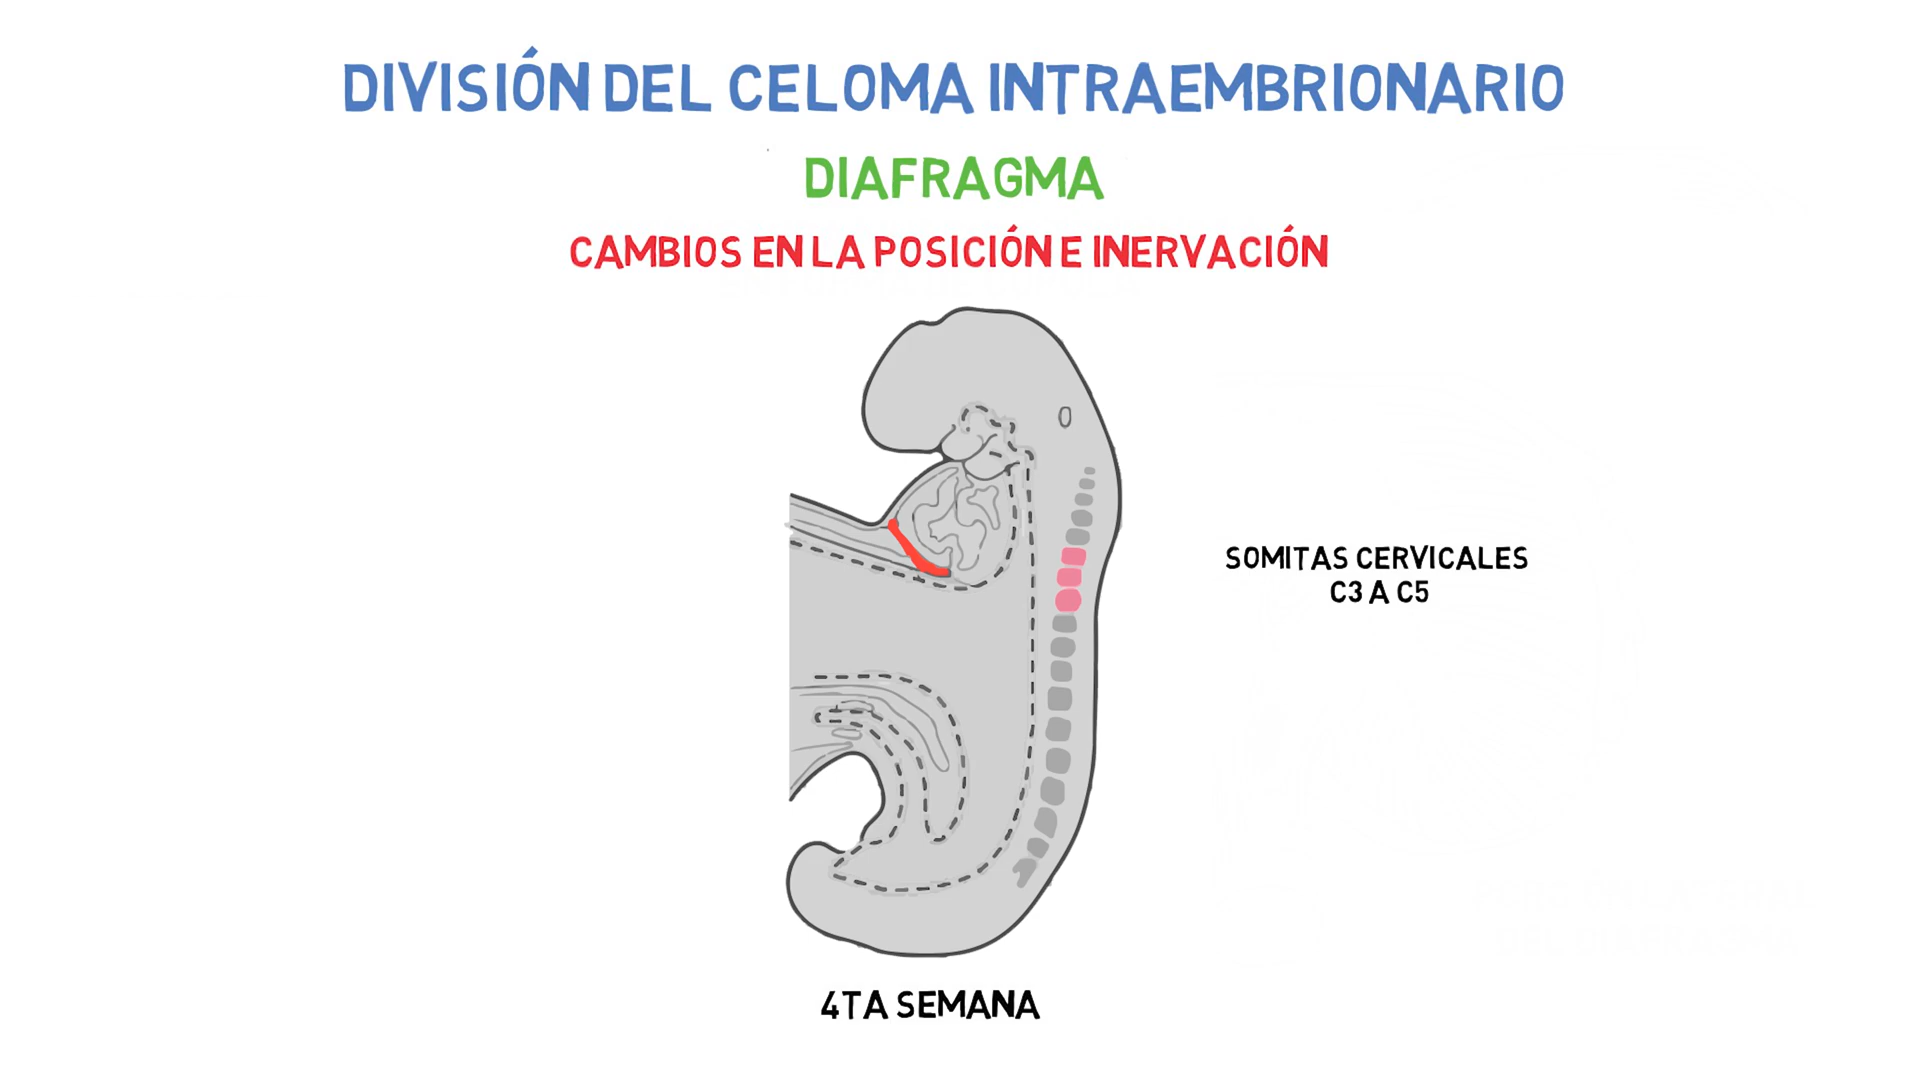 DIVISIÓN DEL CELOMA INTRAEMBRIONARIO
DIAFRAGMA
CAMBIOS EN LA POSICIÓN E INERVACIÓN
SOMITAS CERVICALES
C3 A C5
4TA SEMANA